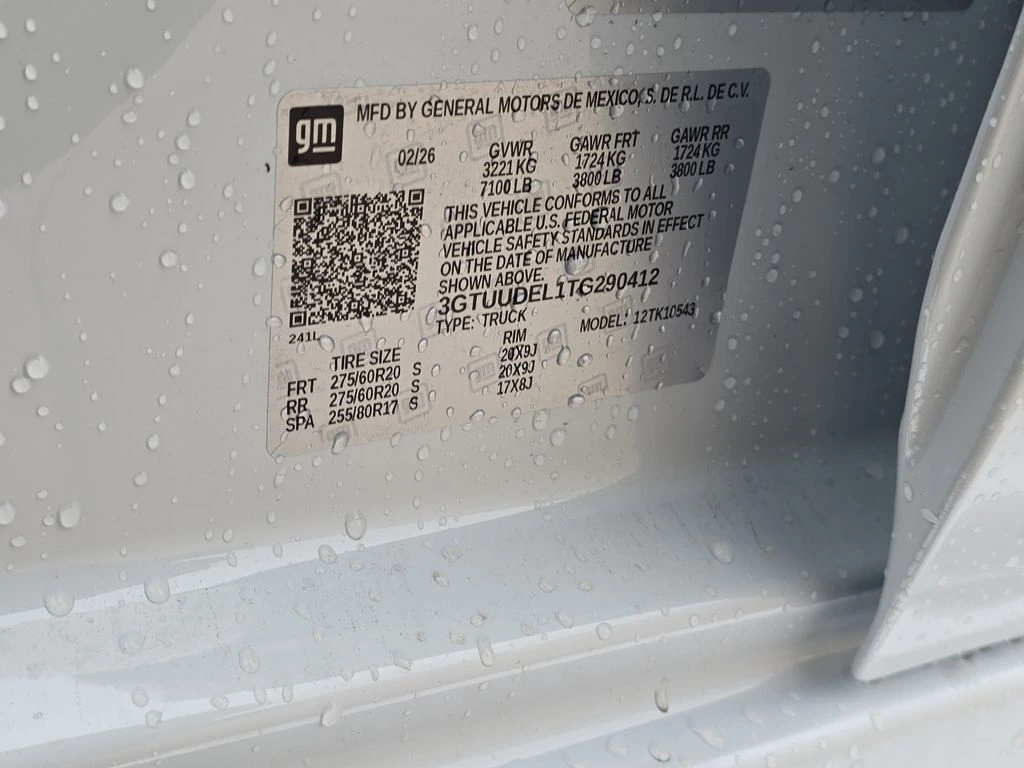 gm
MFD BY GENERAL MOTORS DE MEXICO, S. DE R.L. DE C.V.
02/26 GVWR GAWR FRT GAWR RR
3221 KG 1724 KG 1724 KG
7100 LB 3800 LB 3800 LB
THIS VEHICLE CONFORMS TO ALL
APPLICABLE U.S. FEDERAL MOTOR
VEHICLE SAFETY STANDARDS IN EFFECT
ON THE DATE OF MANUFACTURE
SHOWN ABOVE.
3GTUUDEL1TG290412
TYPE: TRUCK MODEL: 12TK10543
241L
TIRE SIZE RIM
FRT 275/60R20 S 20X9J
RR 275/60R20 S 20X9J
SPA 255/80R17 S 17X8J